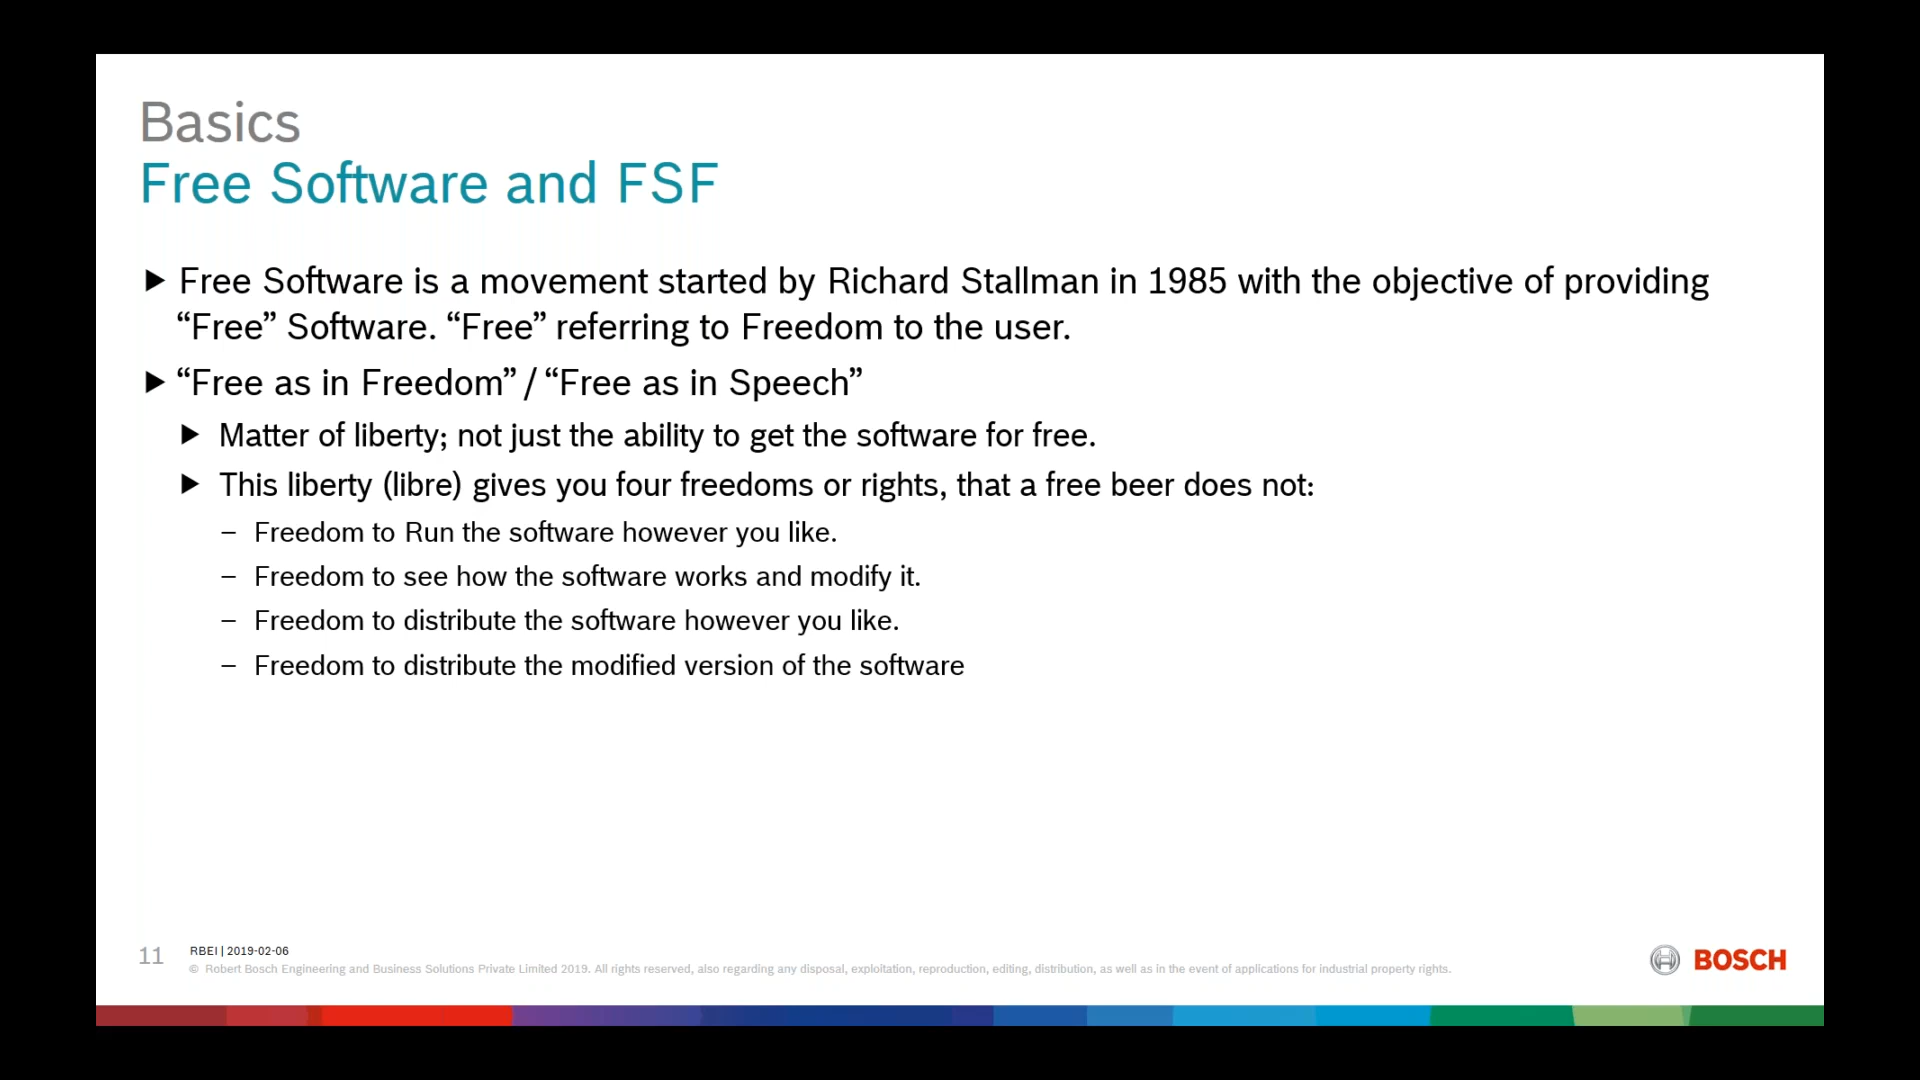 Basics
Free Software and FSF
▶ Free Software is a movement started by Richard Stallman in 1985 with the objective of providing
“Free” Software. “Free” referring to Freedom to the user.
▶ “Free as in Freedom” / “Free as in Speech”
▶ Matter of liberty; not just the ability to get the software for free.
▶ This liberty (libre) gives you four freedoms or rights, that a free beer does not:
– Freedom to Run the software however you like.
– Freedom to see how the software works and modify it.
– Freedom to distribute the software however you like.
– Freedom to distribute the modified version of the software
11
RBEI | 2019-02-06
© Robert Bosch Engineering and Business Solutions Private Limited 2019. All rights reserved, also regarding any disposal, exploitation, reproduction, editing, distribution, as well as in the event of applications for industrial property rights.
BOSCH